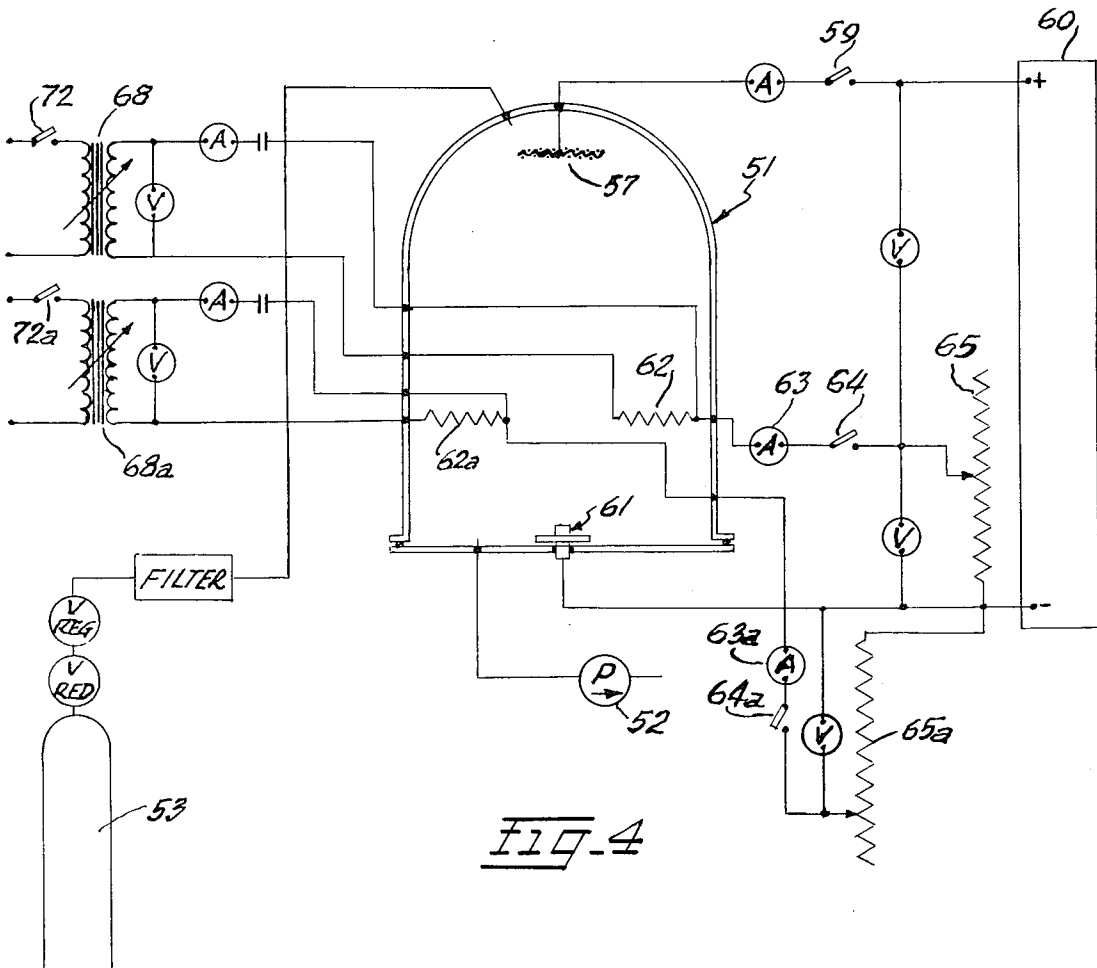 60
59
A
+
72
68
A
57
51
V
V
72a
A
V
68a
62
62a
63
A
64
65
61
V
FILTER
V
REG
V
RED
-
63a
A
64a
P
52
V
65a
53
Fig-4